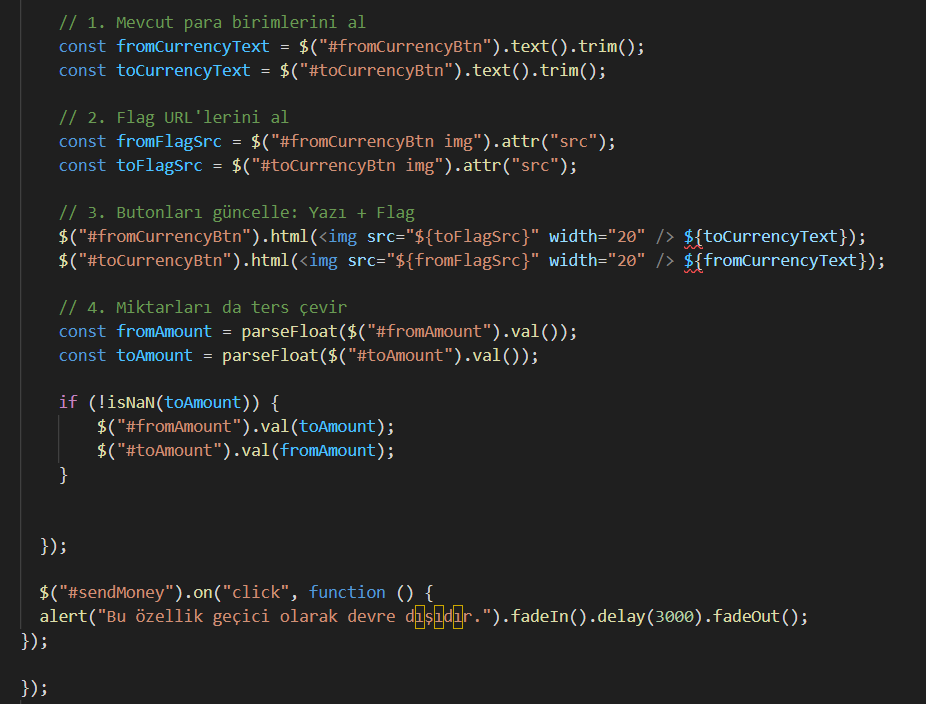 // 1. Mevcut para birimlerini al
const fromCurrencyText = $("#fromCurrencyBtn").text().trim();
const toCurrencyText = $("#toCurrencyBtn").text().trim();
// 2. Flag URL'lerini al
const fromFlagSrc = $("#fromCurrencyBtn img").attr("src");
const toFlagSrc = $("#toCurrencyBtn img").attr("src");
// 3. Butonları güncelle: Yazı + Flag
$("#fromCurrencyBtn").html(<img src="${toFlagSrc}" width="20" /> ${toCurrencyText});
$("#toCurrencyBtn").html(<img src="${fromFlagSrc}" width="20" /> ${fromCurrencyText});
// 4. Miktarları da ters çevir
const fromAmount = parseFloat($("#fromAmount").val());
const toAmount = parseFloat($("#toAmount").val());
if (!isNaN(toAmount)) {
$("#fromAmount").val(toAmount);
$("#toAmount").val(fromAmount);
}
});
$("#sendMoney").on("click", function () {
alert("Bu özellik geçici olarak devre dışıdır.").fadeIn().delay(3000).fadeOut();
});
});